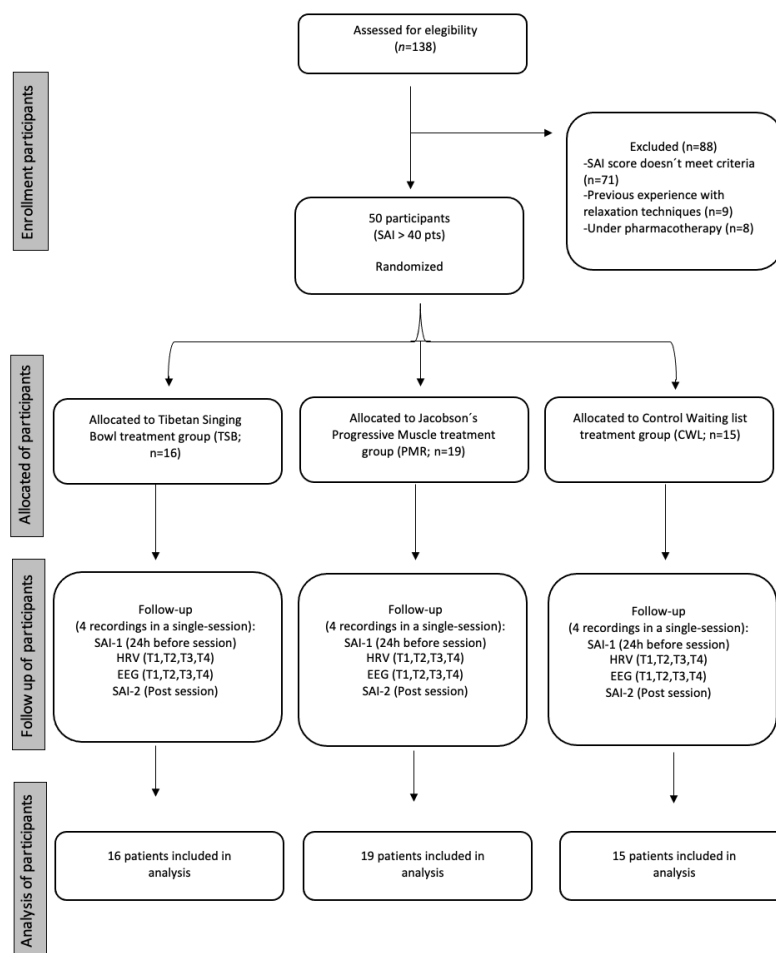 Assessed for elegibility
(n=138)
Enrollment participants
Excluded (n=88)
-SAI score doesn´t meet criteria
(n=71)
-Previous experience with
relaxation techniques (n=9)
-Under pharmacotherapy (n=8)
50 participants
(SAI > 40 pts)
Randomized
Allocated of participants
Allocated to Tibetan Singing
Bowl treatment group (TSB;
n=16)
Allocated to Jacobson´s
Progressive Muscle treatment
group (PMR; n=19)
Allocated to Control Waiting list
treatment group (CWL; n=15)
Follow up of participants
Follow-up
(4 recordings in a single-session):
SAI-1 (24h before session)
HRV (T1,T2,T3,T4)
EEG (T1,T2,T3,T4)
SAI-2 (Post session)
Follow-up
(4 recordings in a single-session):
SAI-1 (24h before session)
HRV (T1,T2,T3,T4)
EEG (T1,T2,T3,T4)
SAI-2 (Post session)
Follow-up
(4 recordings in a single-session):
SAI-1 (24h before session)
HRV (T1,T2,T3,T4)
EEG (T1,T2,T3,T4)
SAI-2 (Post session)
Analysis of participants
16 patients included in
analysis
19 patients included in
analysis
15 patients included in
analysis